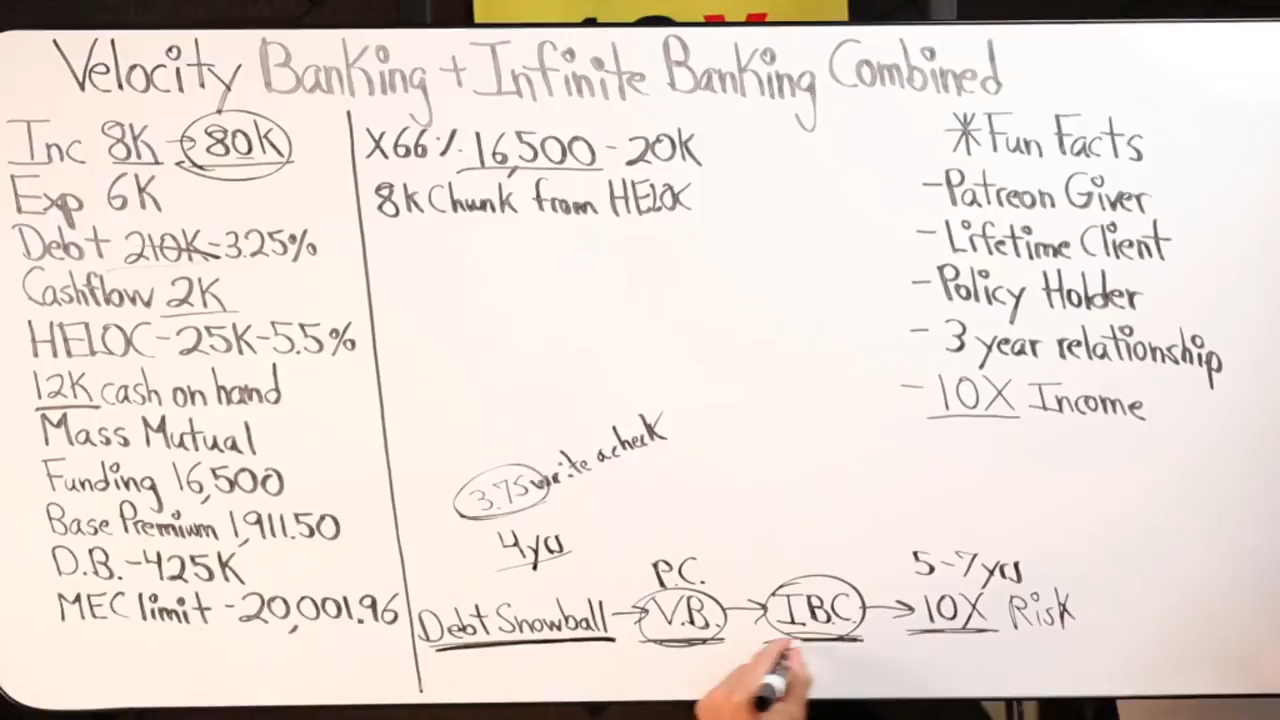 Velocity Banking + Infinite Banking Combined
Inc 8K → 80K
Exp 6K
Debt 210K-3.25%
Cashflow 2K
HELOC-25K-5.5%
12K cash on hand
Mass Mutual
Funding 16,500
Base Premium 1,911.50
D.B.-425K
MEC limit -20,001.96
X66% 16,500-20K
8K Chunk from HELOC
3.75 write a check
4yrs
P.C.
5-7yrs
Debt Snowball → V.B. → I.B.C → 10X Risk
*Fun Facts
-Patreon Giver
-Lifetime Client
-Policy Holder
-3 year relationship
-10X Income